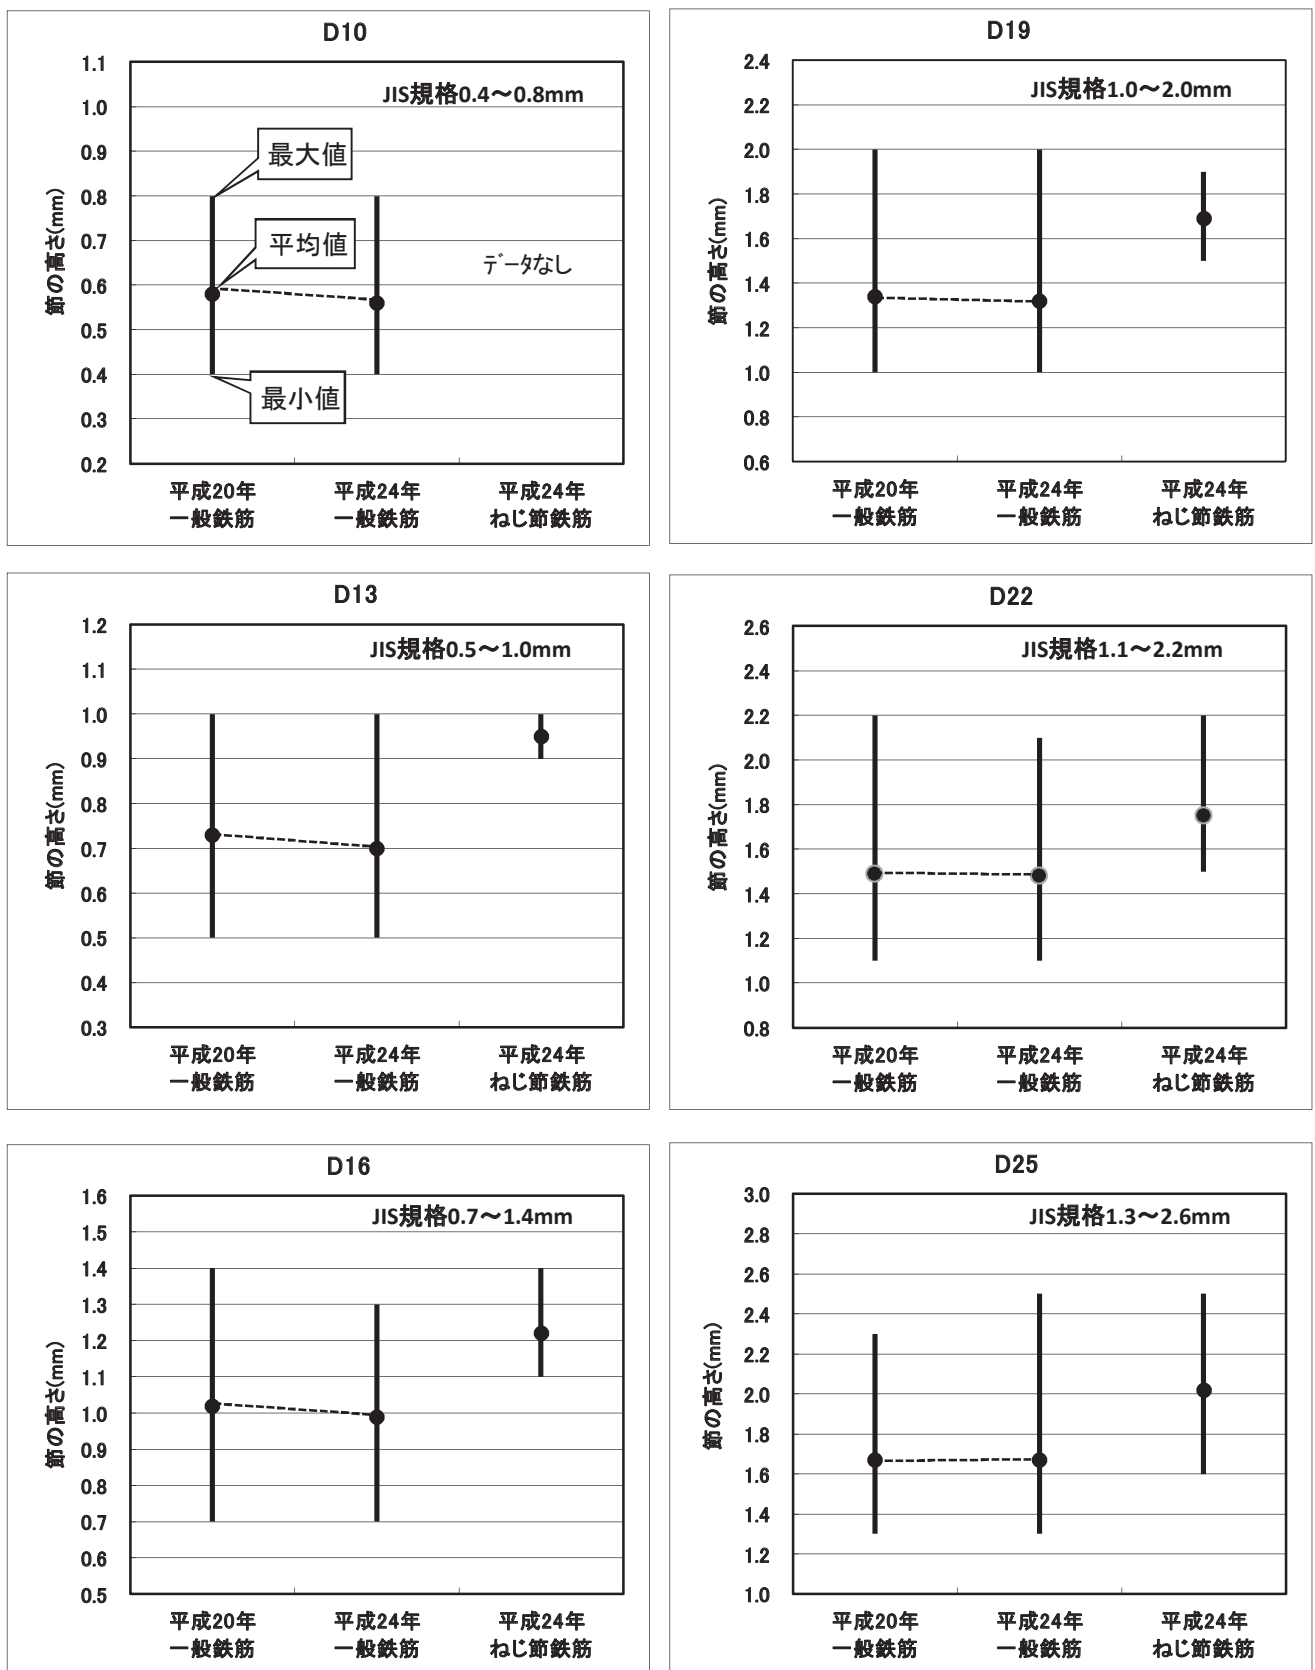 D10
節の高さ(mm)
1.1
1.0
0.9
0.8
0.7
0.6
0.5
0.4
0.3
0.2
JIS規格0.4～0.8mm
最大値
平均値
最小値
ﾃﾞｰﾀなし
平成20年
一般鉄筋
平成24年
一般鉄筋
平成24年
ねじ節鉄筋
D19
節の高さ(mm)
2.4
2.2
2.0
1.8
1.6
1.4
1.2
1.0
0.8
0.6
JIS規格1.0～2.0mm
平成20年
一般鉄筋
平成24年
一般鉄筋
平成24年
ねじ節鉄筋
D13
節の高さ(mm)
1.2
1.1
1.0
0.9
0.8
0.7
0.6
0.5
0.4
0.3
JIS規格0.5～1.0mm
平成20年
一般鉄筋
平成24年
一般鉄筋
平成24年
ねじ節鉄筋
D22
節の高さ(mm)
2.6
2.4
2.2
2.0
1.8
1.6
1.4
1.2
1.0
0.8
JIS規格1.1～2.2mm
平成20年
一般鉄筋
平成24年
一般鉄筋
平成24年
ねじ節鉄筋
D16
節の高さ(mm)
1.6
1.5
1.4
1.3
1.2
1.1
1.0
0.9
0.8
0.7
0.6
0.5
JIS規格0.7～1.4mm
平成20年
一般鉄筋
平成24年
一般鉄筋
平成24年
ねじ節鉄筋
D25
節の高さ(mm)
3.0
2.8
2.6
2.4
2.2
2.0
1.8
1.6
1.4
1.2
1.0
JIS規格1.3～2.6mm
平成20年
一般鉄筋
平成24年
一般鉄筋
平成24年
ねじ節鉄筋